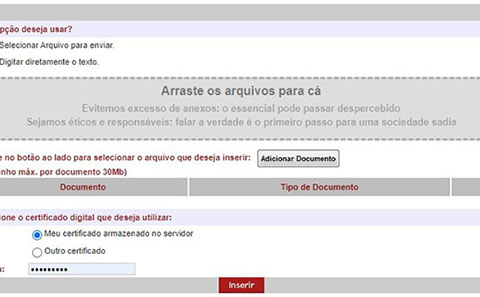 pção deseja usar?
Selecionar Arquivo para enviar.
Digitar diretamente o texto.
Arraste os arquivos para cá
Evitemos excesso de anexos: o essencial pode passar despercebido
Sejamos éticos e responsáveis: falar a verdade é o primeiro passo para uma sociedade sadia
e no botão ao lado para selecionar o arquivo que deseja inserir: Adicionar Documento
nho máx. por documento 30Mb)
Documento Tipo de Documento
ione o certificado digital que deseja utilizar:
Meu certificado armazenado no servidor
Outro certificado
a:
Inserir